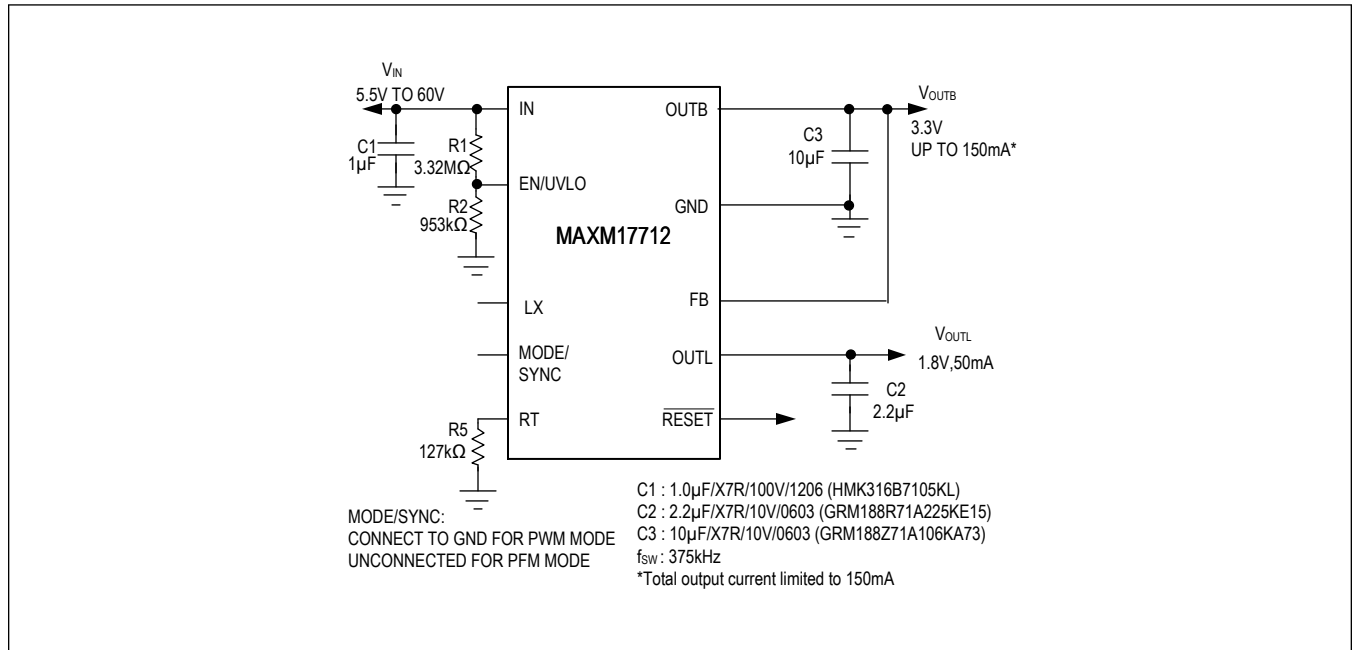 VIN
5.5V TO 60V
C1
1µF
R1
3.32MΩ
R2
953kΩ
IN
EN/UVLO
LX
MODE/
SYNC
RT
R5
127kΩ
MAXM17712
OUTB
GND
FB
OUTL
RESET
C3
10µF
VOUTB
3.3V
UP TO 150mA*
VOUTL
1.8V,50mA
C2
2.2µF
MODE/SYNC:
CONNECT TO GND FOR PWM MODE
UNCONNECTED FOR PFM MODE
C1 : 1.0µF/X7R/100V/1206 (HMK316B7105KL)
C2 : 2.2µF/X7R/10V/0603 (GRM188R71A225KE15)
C3 : 10µF/X7R/10V/0603 (GRM188Z71A106KA73)
fSW : 375kHz
*Total output current limited to 150mA